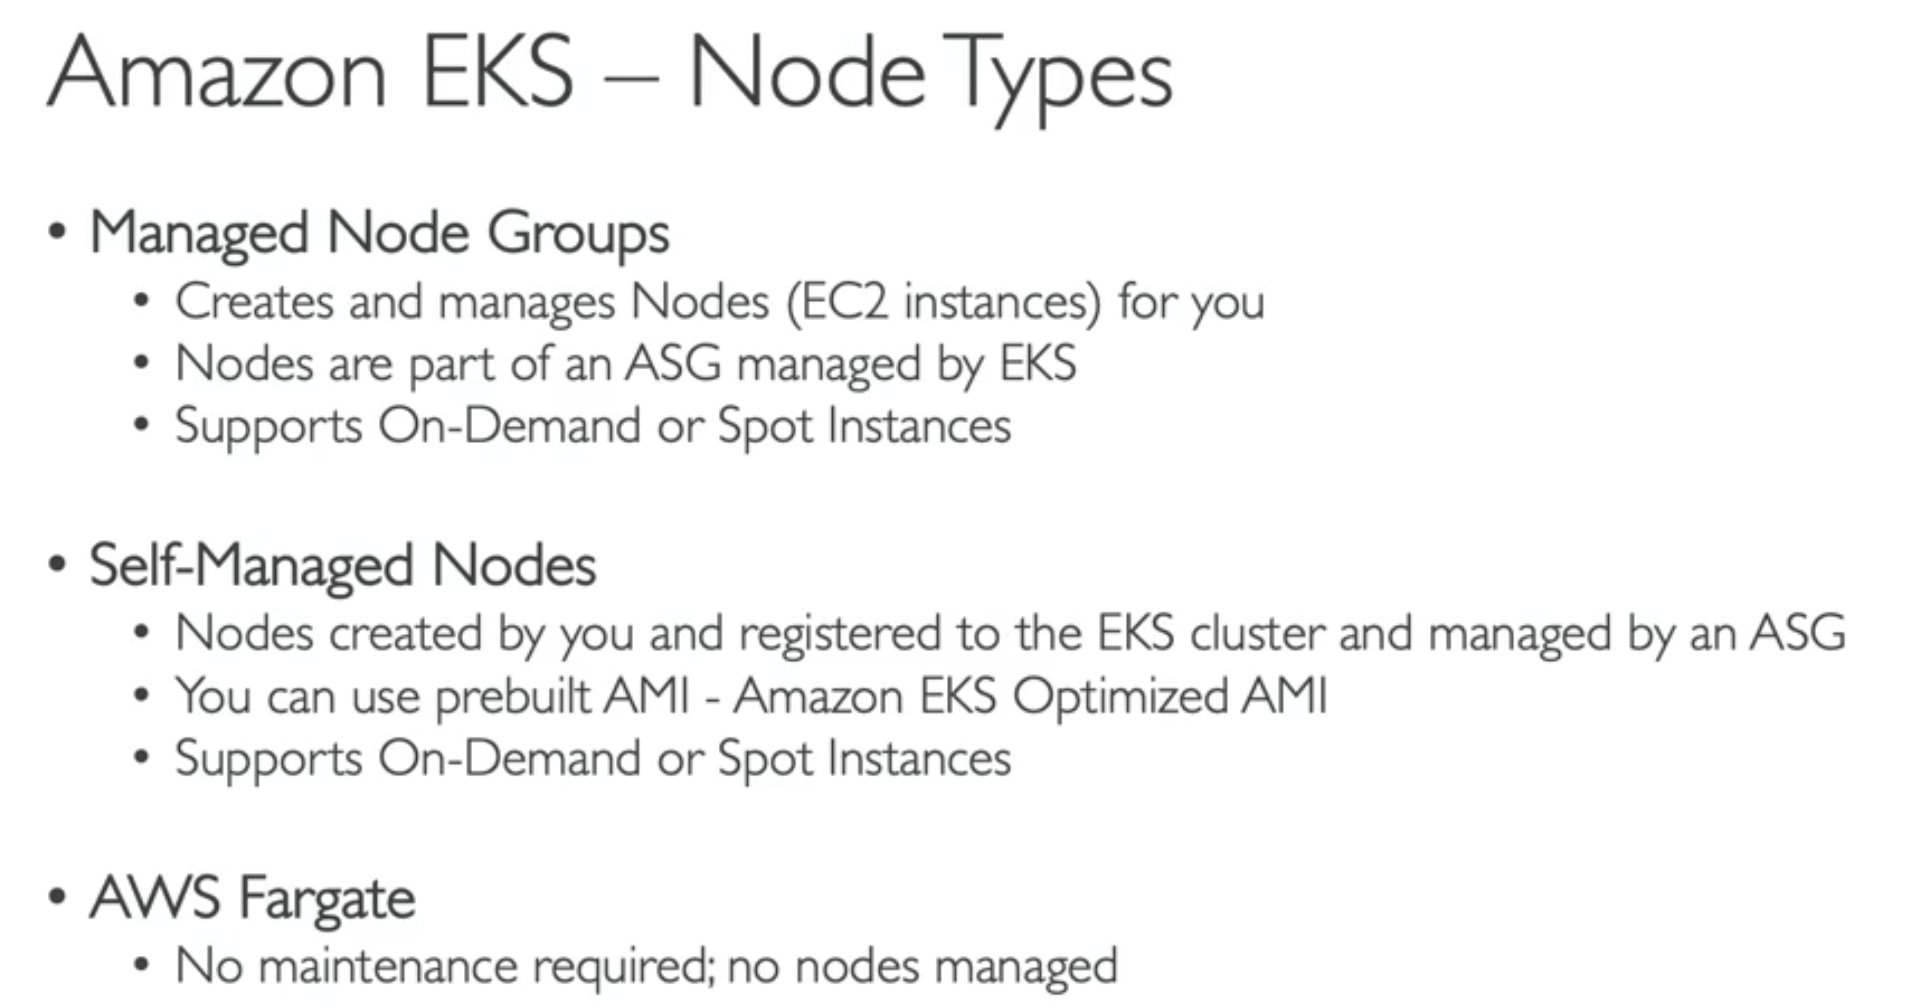 Amazon EKS – Node Types
• Managed Node Groups
• Creates and manages Nodes (EC2 instances) for you
• Nodes are part of an ASG managed by EKS
• Supports On-Demand or Spot Instances
• Self-Managed Nodes
• Nodes created by you and registered to the EKS cluster and managed by an ASG
• You can use prebuilt AMI - Amazon EKS Optimized AMI
• Supports On-Demand or Spot Instances
• AWS Fargate
• No maintenance required; no nodes managed